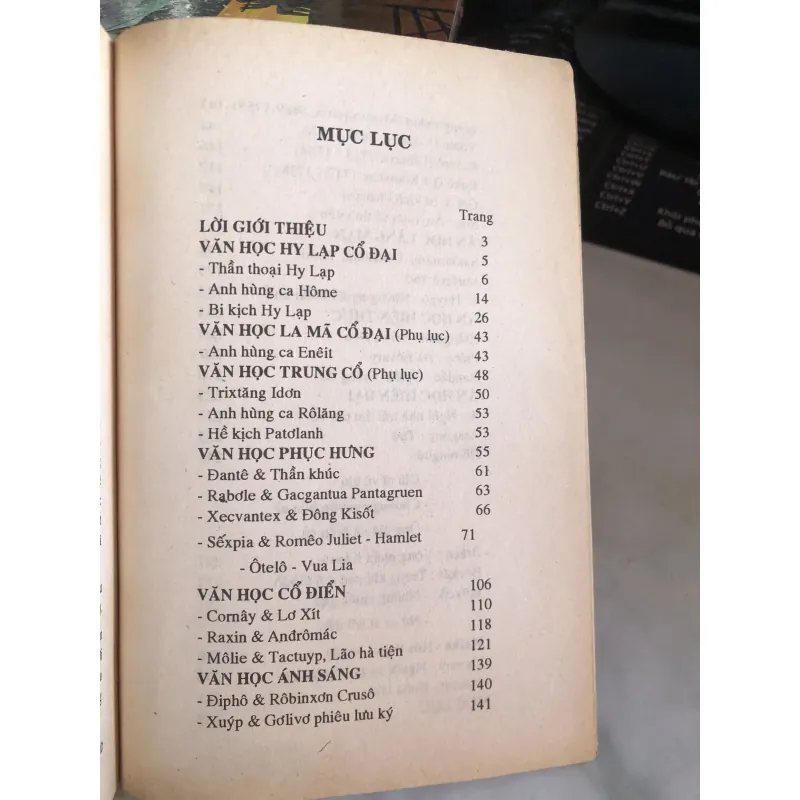 MỤC LỤC
Trang
LỜI GIỚI THIỆU 3
VĂN HỌC HY LẠP CỔ ĐẠI 5
- Thần thoại Hy Lạp 6
- Anh hùng ca Hôme 14
- Bi kịch Hy Lạp 26
VĂN HỌC LA MÃ CỔ ĐẠI (Phụ lục) 43
- Anh hùng ca Enêit 43
VĂN HỌC TRUNG CỔ (Phụ lục) 48
- Trixtăng Idơn 50
- Anh hùng ca Rôlăng 53
- Hề kịch Patơlanh 53
VĂN HỌC PHỤC HƯNG 55
- Đantê & Thần khúc 61
- Rabơle & Gacgantua Pantagruen 63
- Xecvantex & Đông Kisốt 66
- Sếxpia & Romêo Juliet - Hamlet 71
- Ôtelô - Vua Lia
VĂN HỌC CỔ ĐIỂN 106
- Cornây & Lơ Xít 110
- Raxin & Anđrômác 118
- Môlie & Tactuyp, Lão hà tiện 121
VĂN HỌC ÁNH SÁNG 139
- Điphô & Rôbinxơn Crusô 140
- Xuýp & Gơlivơ phiêu lưu ký 141
Ctrl+V
Ctrl+W
Ctrl+X
Ctrl+Y
Ctrl+Z